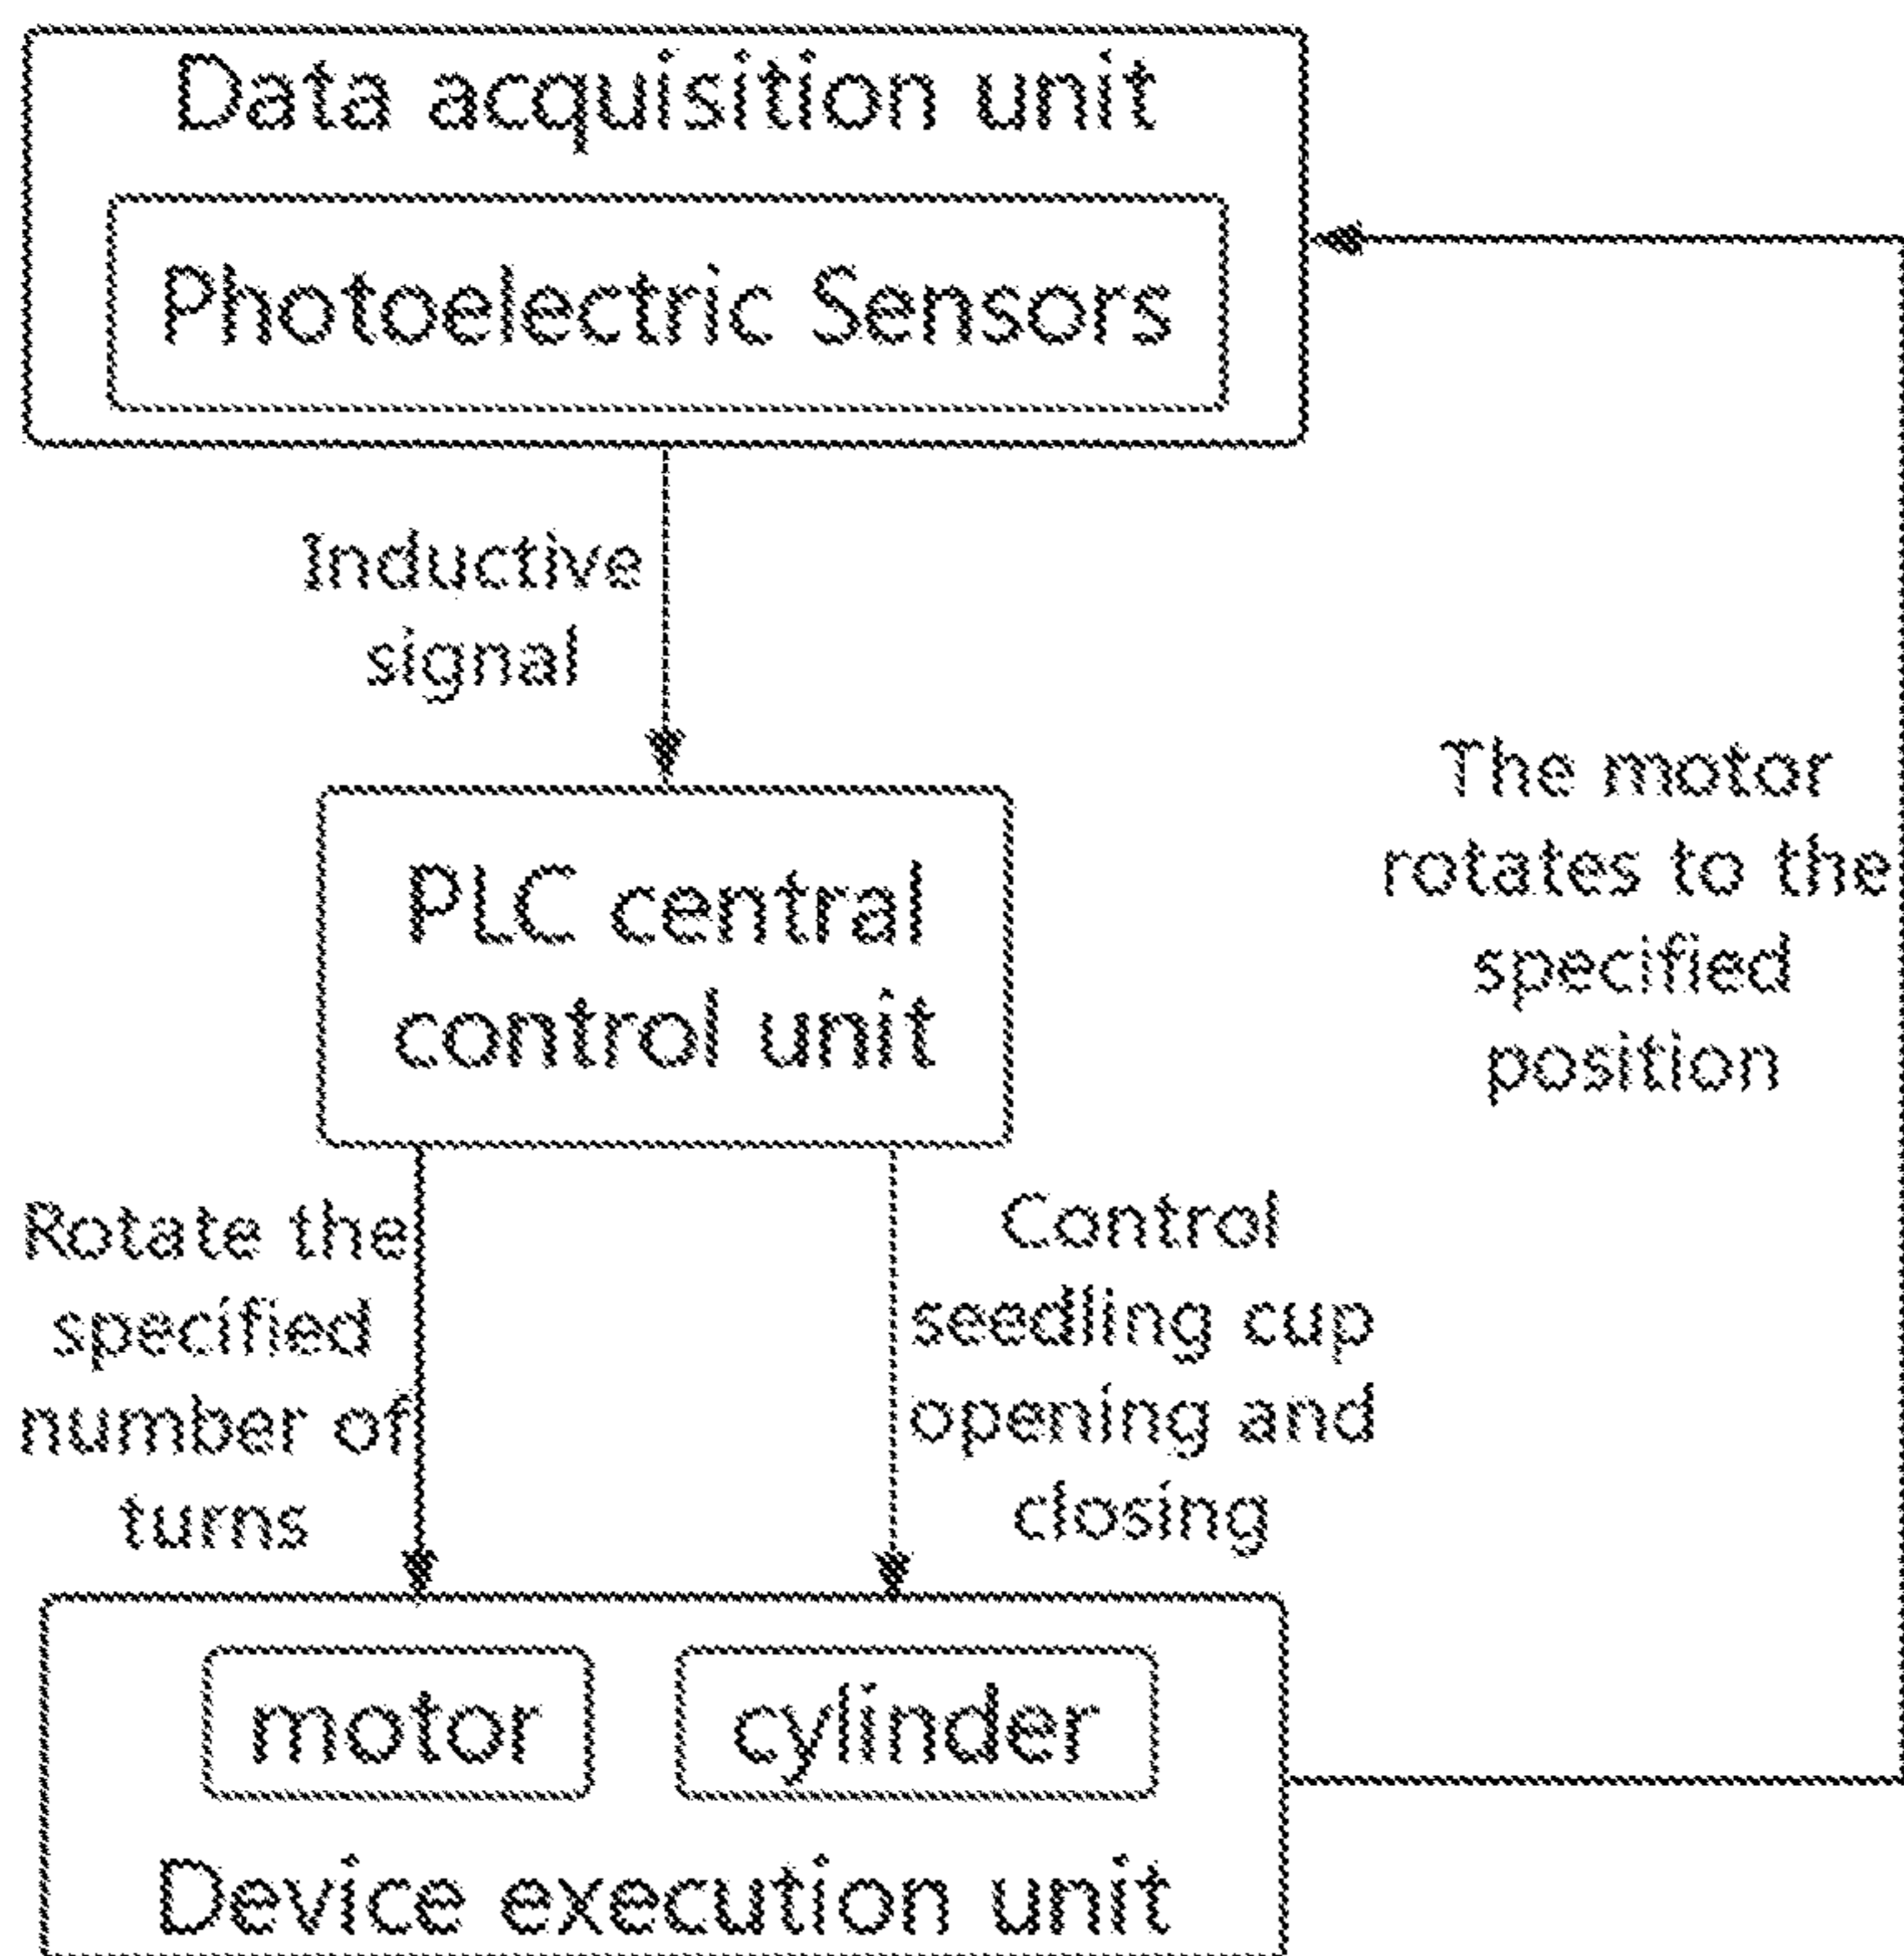 Data acquisition unit
Photoelectric Sensors
Inductive
signal
PLC central
control unit
The motor
rotates to the
specified
position
Rotate the
specified
number of
turns
Control
seedling cup
opening and
closing
motor
cylinder
Device execution unit